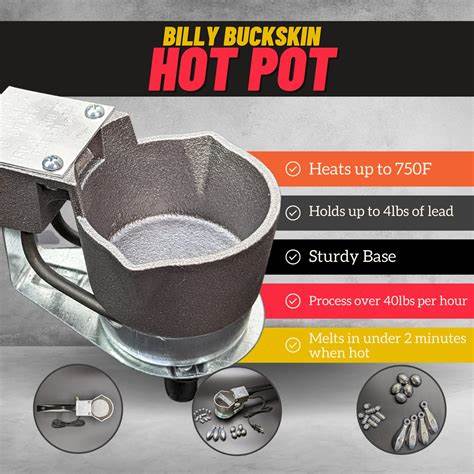 BILLY BUCKSKIN
HOT POT
Heats up to 750F
Holds up to 4lbs of lead
Sturdy Base
Process over 40lbs per hour
Melts in under 2 minutes
when hot